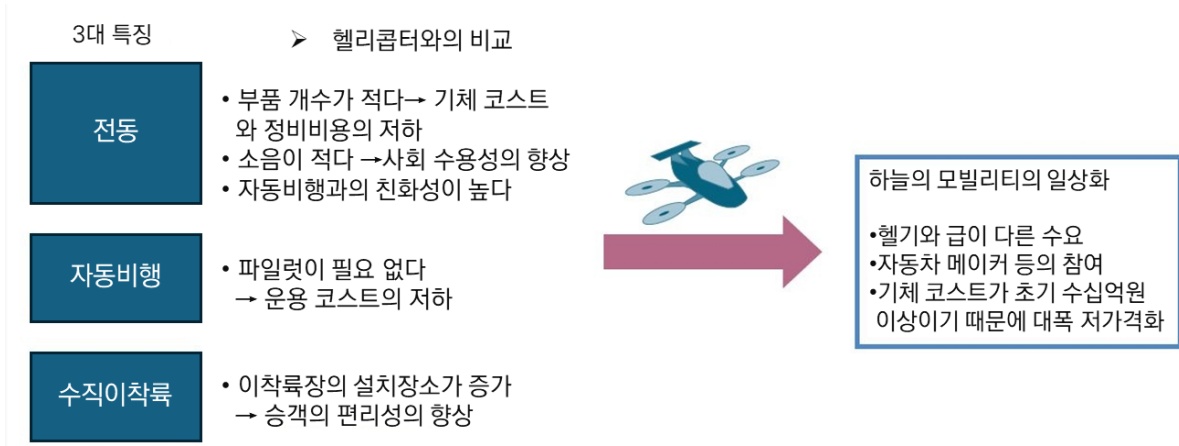 3대 특징
➤ 헬리콥터와의 비교
전동
• 부품 개수가 적다→ 기체 코스트
와 정비비용의 저하
• 소음이 적다 →사회 수용성의 향상
• 자동비행과의 친화성이 높다
자동비행
• 파일럿이 필요 없다
→ 운용 코스트의 저하
수직이착륙
• 이착륙장의 설치장소가 증가
→ 승객의 편리성의 향상
하늘의 모빌리티의 일상화
•헬기와 급이 다른 수요
•자동차 메이커 등의 참여
•기체 코스트가 초기 수십억원
이상이기 때문에 대폭 저가격화